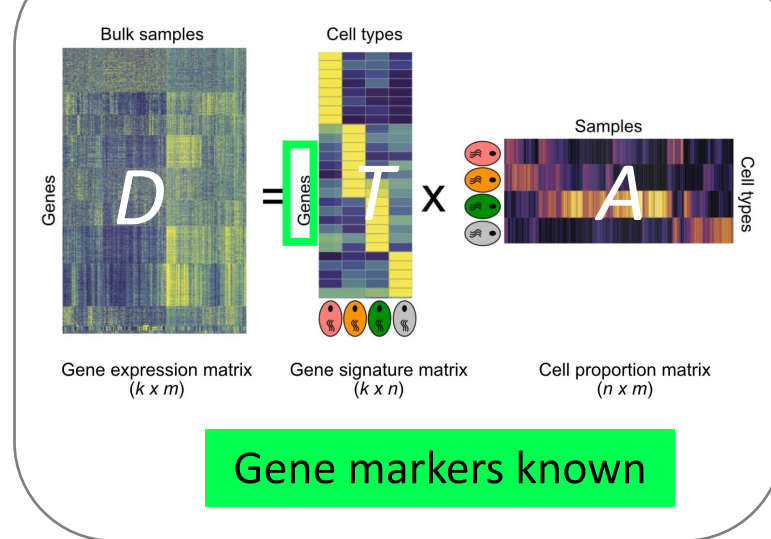 Bulk samples
Cell types
Samples
Genes
D
=
Genes
T
x
A
Cell types
Gene expression matrix
(k x m)
Gene signature matrix
(k x n)
Cell proportion matrix
(n x m)
Gene markers known